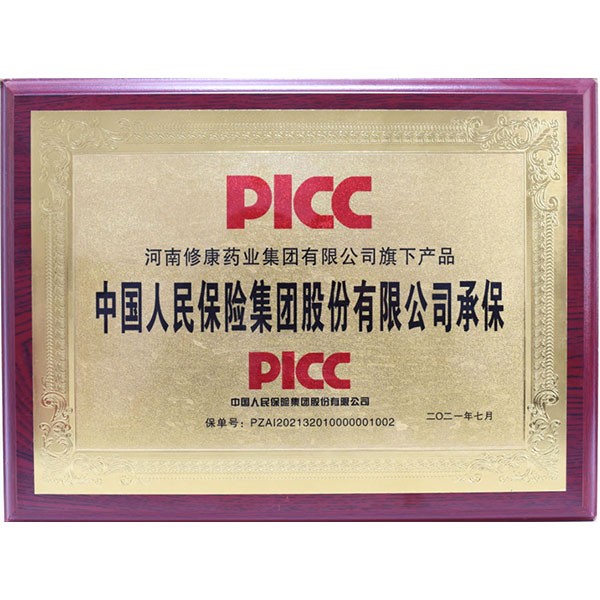 PICC
河南修康药业集团有限公司旗下产品
中国人民保险集团股份有限公司承保
PICC
中国人民保险集团股份有限公司
保单号：PZAI202132010000001002
二〇二一年七月